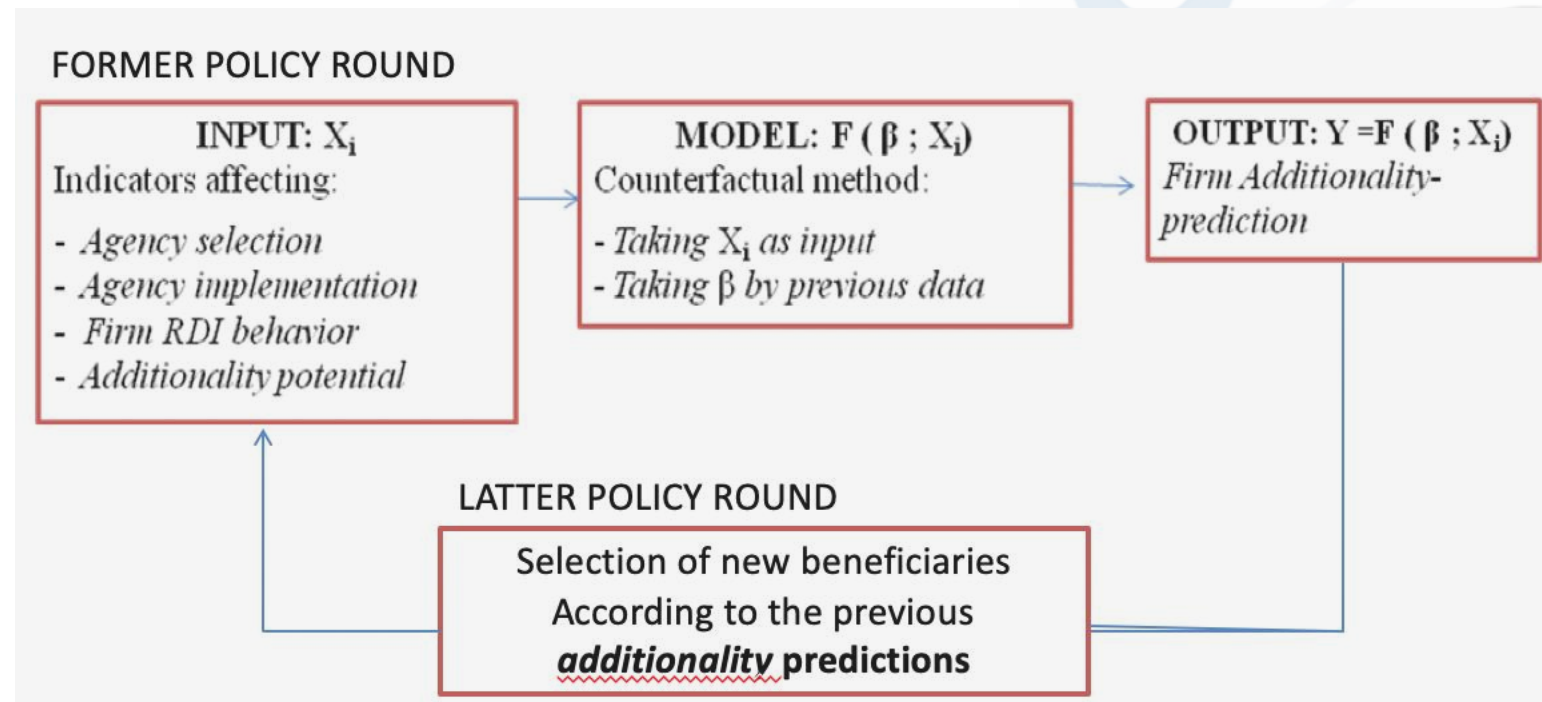 FORMER POLICY ROUND
INPUT: Xi
Indicators affecting:
- Agency selection
- Agency implementation
- Firm RDI behavior
- Additionality potential
MODEL: F ( β ; Xi)
Counterfactual method:
- Taking Xi as input
- Taking β by previous data
OUTPUT: Y =F ( β ; Xi)
Firm Additionality-
prediction
LATTER POLICY ROUND
Selection of new beneficiaries
According to the previous
additionality predictions